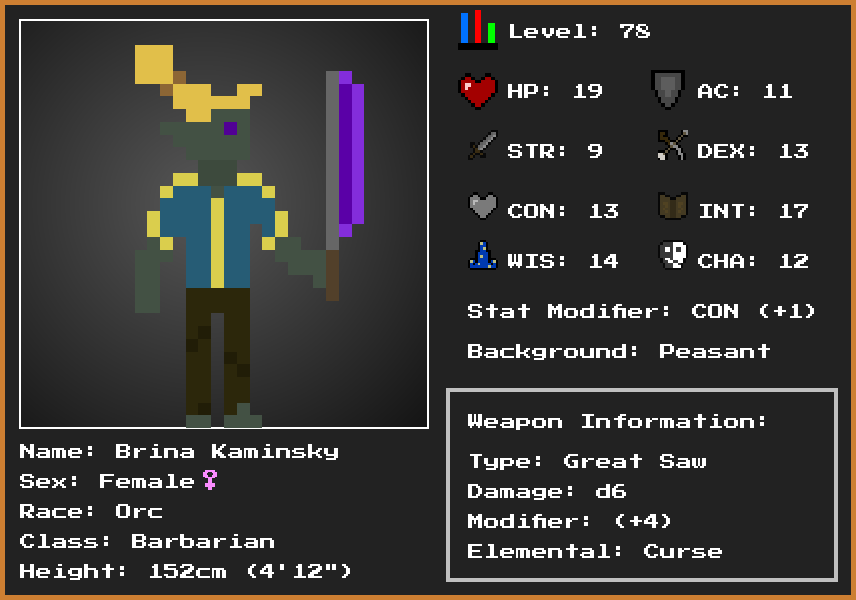 Level: 78
HP: 19
AC: 11
STR: 9
DEX: 13
CON: 13
INT: 17
WIS: 14
CHA: 12
Stat Modifier: CON (+1)
Background: Peasant
Weapon Information:
Type: Great Saw
Damage: d6
Modifier: (+4)
Elemental: Curse
Name: Brina Kaminsky
Sex: Female♀
Race: Orc
Class: Barbarian
Height: 152cm (4'12")